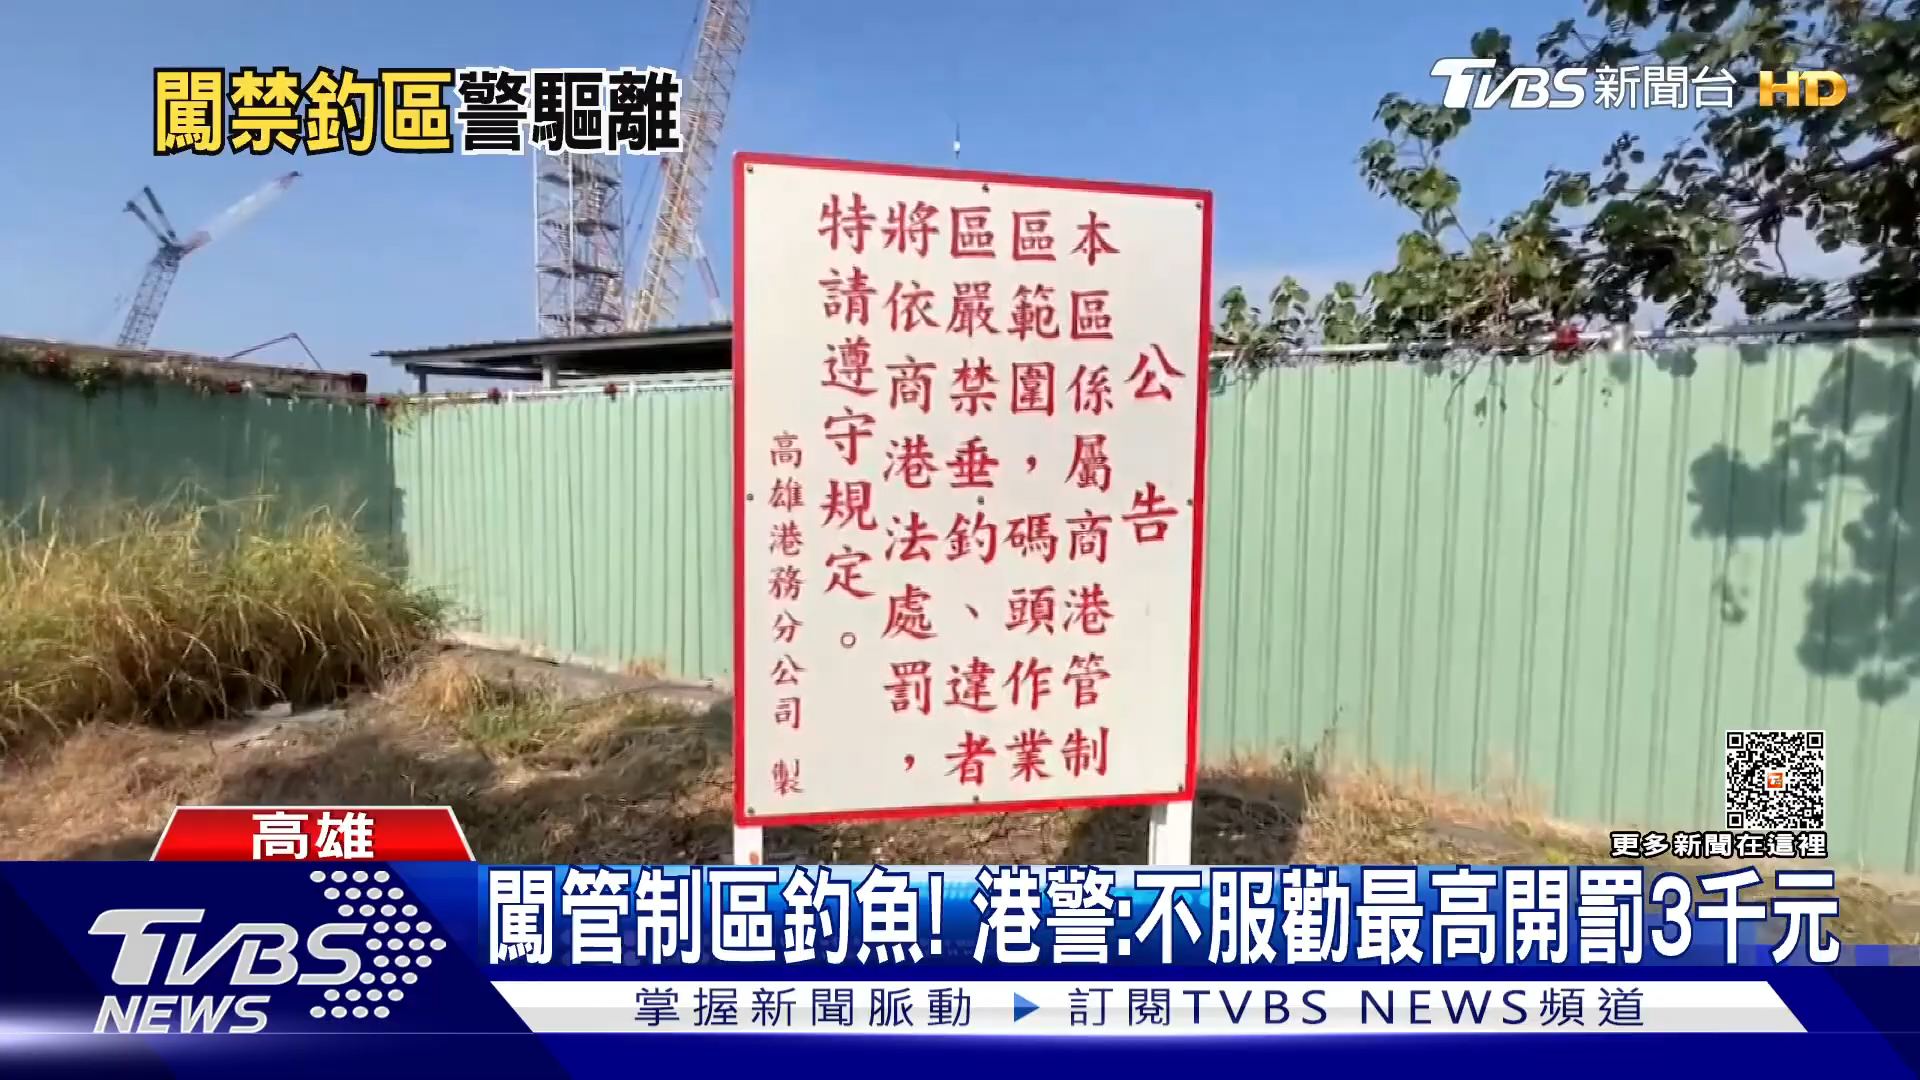 闖禁釣區警驅離
TVBS新聞台 HD
公告
本區係屬商港管制
區範圍，碼頭作業
區嚴禁垂釣、違者
將依商港法處罰，
特請遵守規定。
高雄港務分公司 製
更多新聞在這裡
高雄
闖管制區釣魚! 港警:不服勸最高開罰3千元
TVBS NEWS
掌握新聞脈動 ▶ 訂閱TVBS NEWS頻道